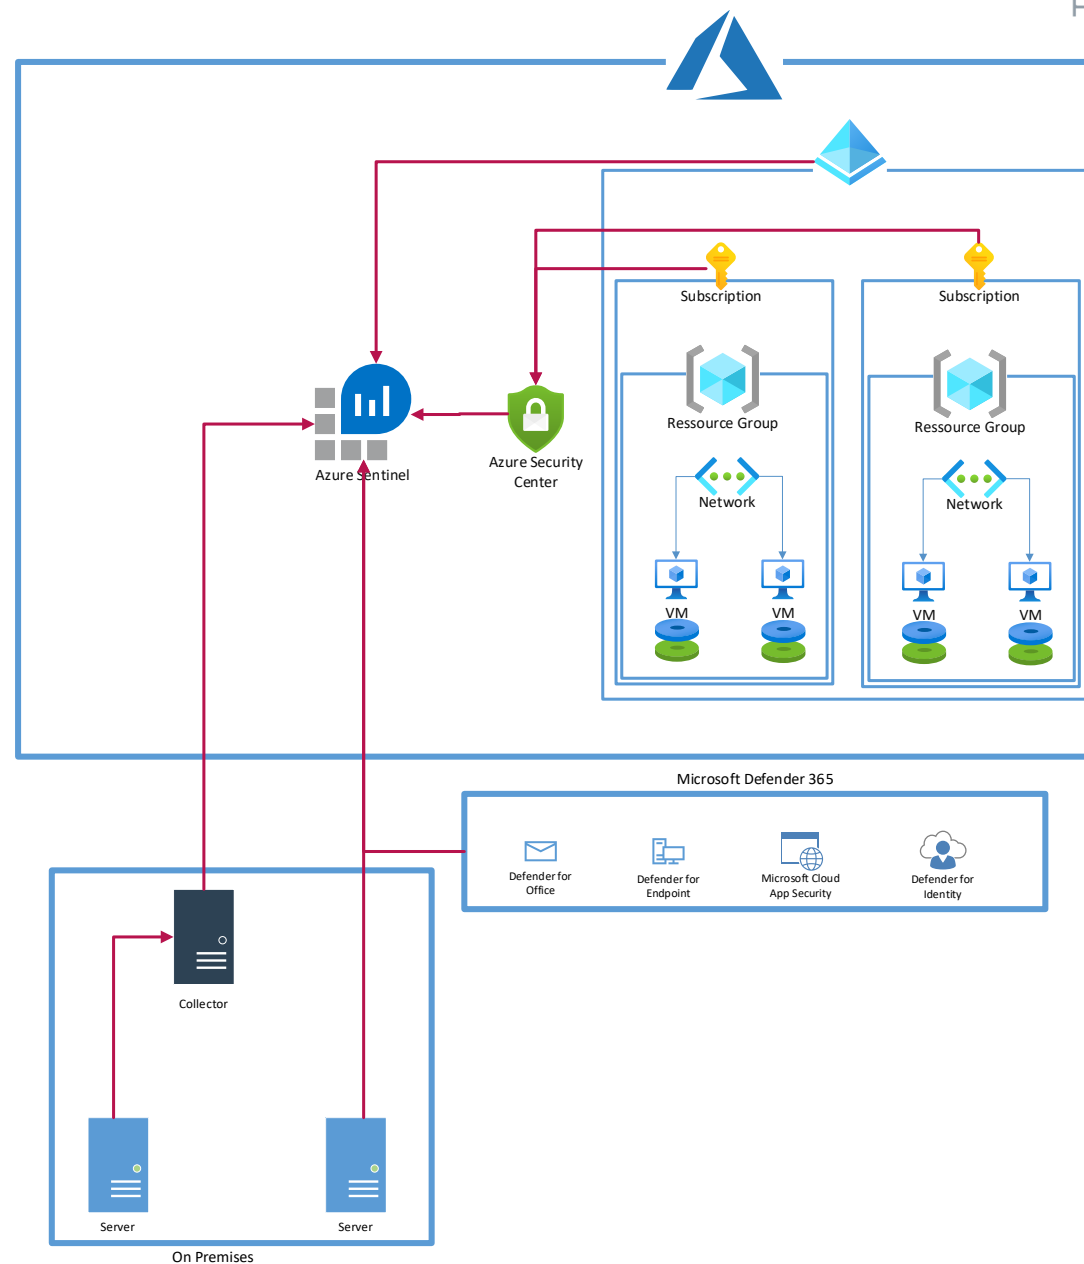 Subscription
Subscription
Ressource Group
Ressource Group
Azure Sentinel
Azure Security
Center
Network
Network
VM
VM
VM
VM
Microsoft Defender 365
Defender for
Office
Defender for
Endpoint
Microsoft Cloud
App Security
Defender for
Identity
Collector
Server
Server
On Premises